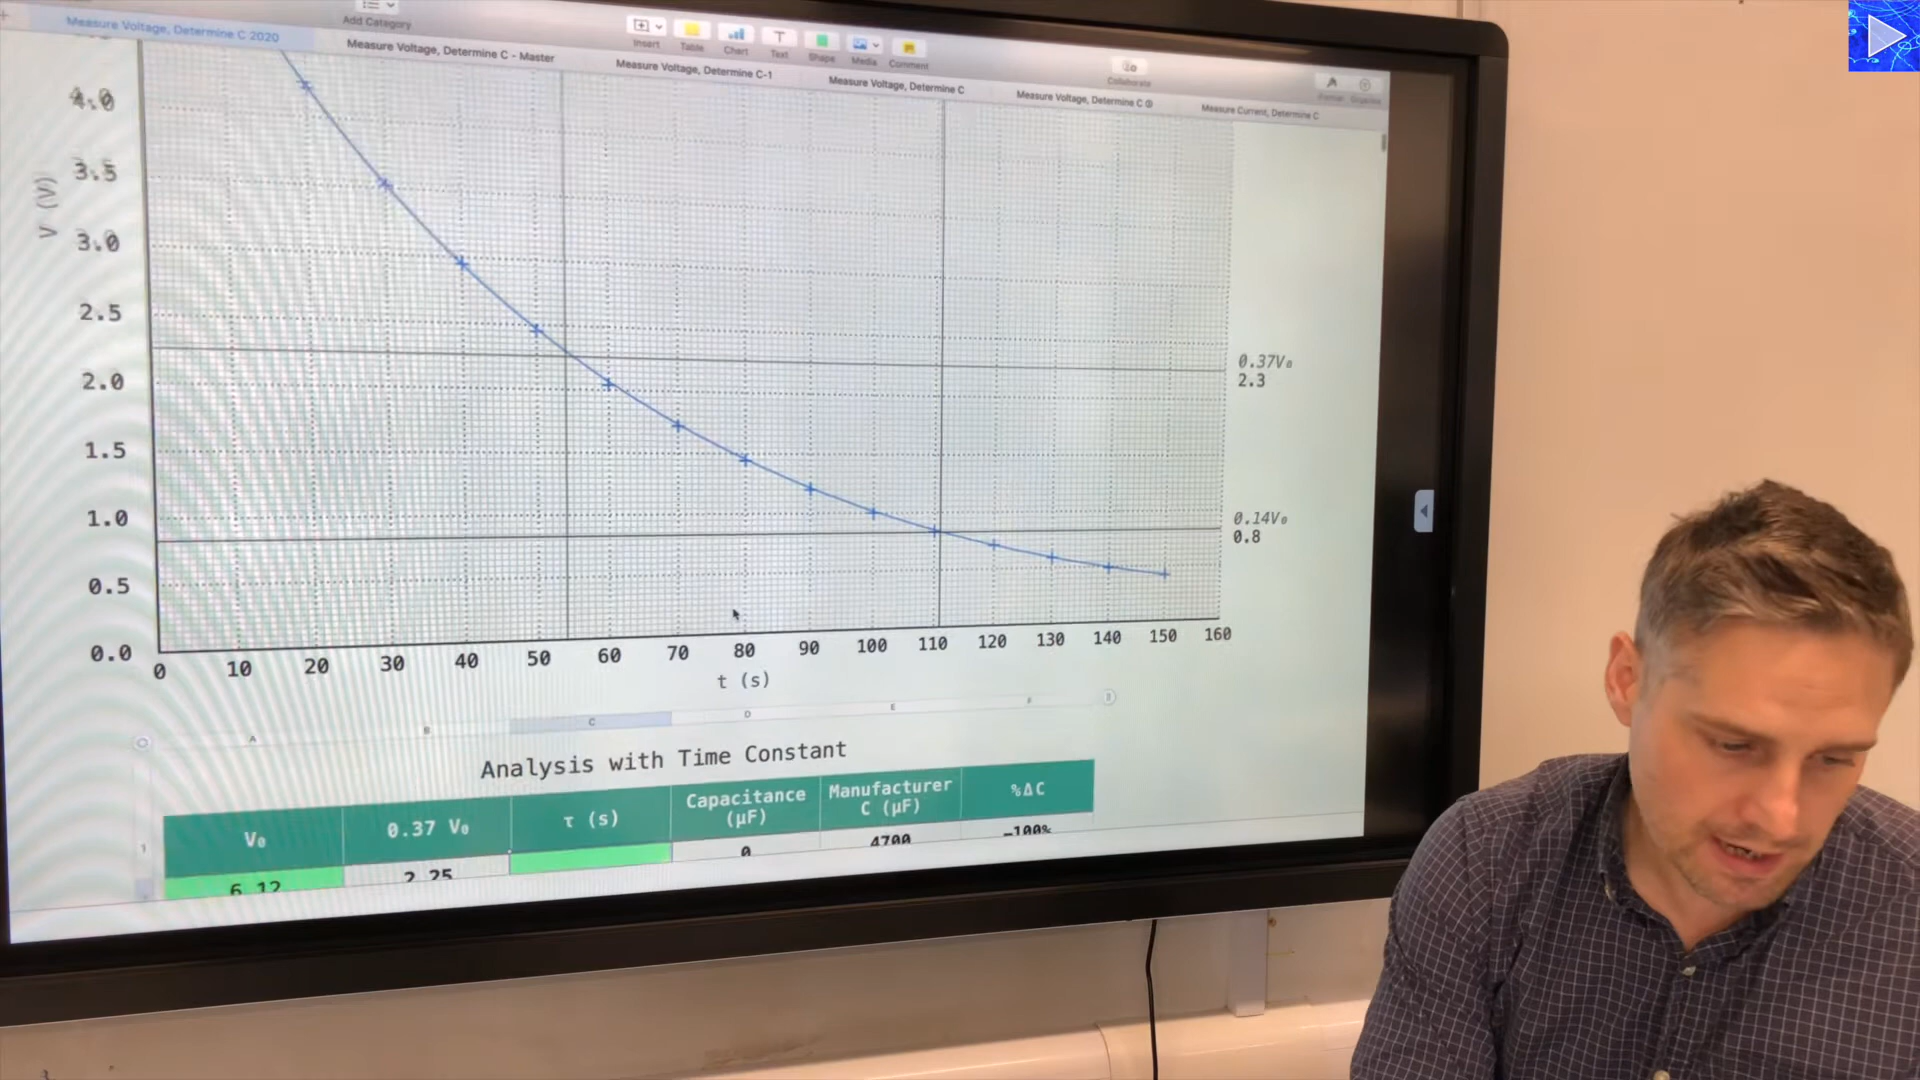 Measure Voltage, Determine C 2020
Add Category
Measure Voltage, Determine C - Master
Insert
Table
Chart
Text
Shape
Media
Comment
Collaborate
Format
Organise
Measure Voltage, Determine C-1
Measure Voltage, Determine C
Measure Voltage, Determine C
Measure Current, Determine C
V (V)
4.0
3.5
3.0
2.5
2.0
1.5
1.0
0.5
0.0
0.37V₀
2.3
0.14V₀
0.8
0 10 20 30 40 50 60 70 80 90 100 110 120 130 140 150 160
t (s)
A B C D E F
Analysis with Time Constant
V₀ 0.37 V₀ τ (s) Capacitance (μF) Manufacturer C (μF) %ΔC
1
6.12 2.25 0 4700 -100%